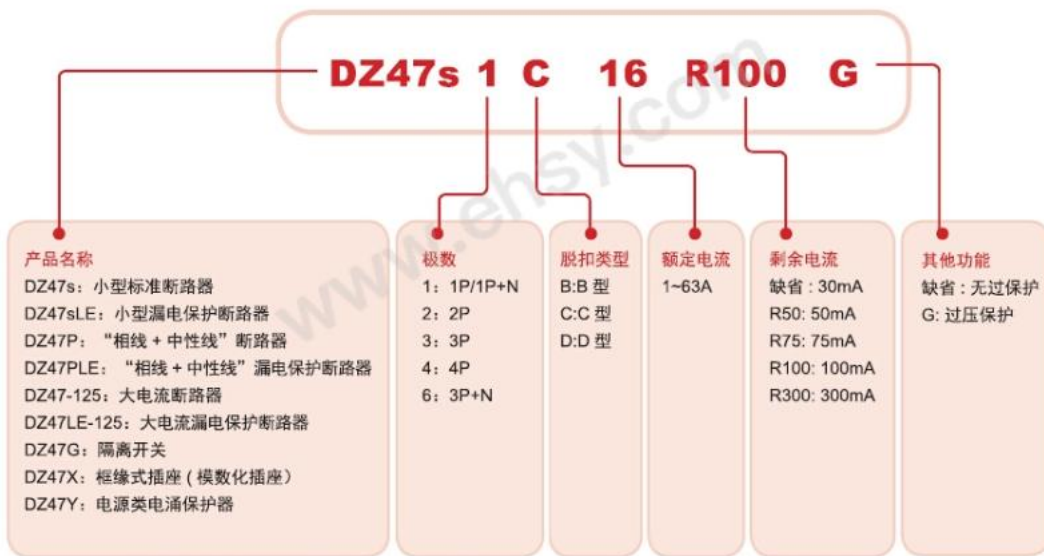 DZ47s 1 C 16 R100 G
www.ehsy.com
产品名称
DZ47s：小型标准断路器
DZ47sLE：小型漏电保护断路器
DZ47P：“相线 + 中性线”断路器
DZ47PLE：“相线 + 中性线”漏电保护断路器
DZ47-125：大电流断路器
DZ47LE-125：大电流漏电保护断路器
DZ47G：隔离开关
DZ47X：框缘式插座 ( 模数化插座）
DZ47Y：电源类电涌保护器
极数
1：1P/1P+N
2：2P
3：3P
4：4P
6：3P+N
脱扣类型
B:B 型
C:C 型
D:D 型
额定电流
1~63A
剩余电流
缺省 : 30mA
R50: 50mA
R75: 75mA
R100: 100mA
R300: 300mA
其他功能
缺省 : 无过保护
G: 过压保护